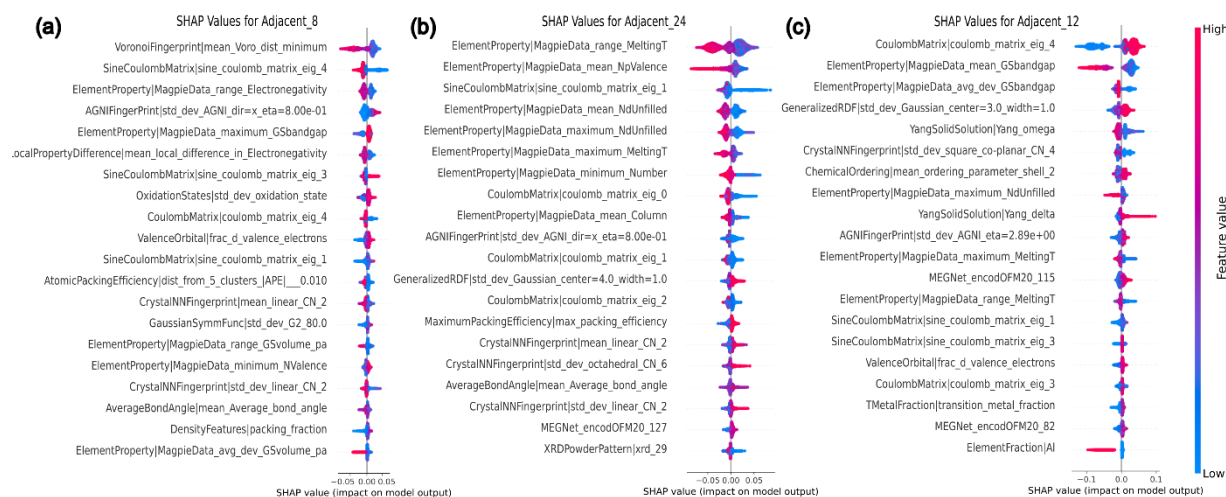 (a)
SHAP Values for Adjacent_8
VoronoiFingerprint|mean_Voro_dist_minimum
SineCoulombMatrix|sine_coulomb_matrix_eig_4
ElementProperty|MagpieData_range_Electronegativity
AGNIFingerPrint|std_dev_AGNI_dir=x_eta=8.00e-01
ElementProperty|MagpieData_maximum_GSbandgap
LocalPropertyDifference|mean_local_difference_in_Electronegativity
SineCoulombMatrix|sine_coulomb_matrix_eig_3
OxidationStates|std_dev_oxidation_state
CoulombMatrix|coulomb_matrix_eig_4
ValenceOrbital|frac_d_valence_electrons
SineCoulombMatrix|sine_coulomb_matrix_eig_1
AtomicPackingEfficiency|dist_from_5_clusters_|APE|__0.010
CrystalNNFingerprint|mean_linear_CN_2
GaussianSymmFunc|std_dev_G2_80.0
ElementProperty|MagpieData_range_GSvolume_pa
ElementProperty|MagpieData_minimum_NValence
CrystalNNFingerprint|std_dev_linear_CN_2
AverageBondAngle|mean_Average_bond_angle
DensityFeatures|packing_fraction
ElementProperty|MagpieData_avg_dev_GSvolume_pa
−0.05 0.00 0.05
SHAP value (impact on model output)
(b)
SHAP Values for Adjacent_24
ElementProperty|MagpieData_range_MeltingT
ElementProperty|MagpieData_mean_NpValence
SineCoulombMatrix|sine_coulomb_matrix_eig_1
ElementProperty|MagpieData_mean_NdUnfilled
ElementProperty|MagpieData_maximum_NdUnfilled
ElementProperty|MagpieData_maximum_MeltingT
ElementProperty|MagpieData_minimum_Number
CoulombMatrix|coulomb_matrix_eig_0
ElementProperty|MagpieData_mean_Column
AGNIFingerPrint|std_dev_AGNI_dir=x_eta=8.00e-01
CoulombMatrix|coulomb_matrix_eig_1
GeneralizedRDF|std_dev_Gaussian_center=4.0_width=1.0
CoulombMatrix|coulomb_matrix_eig_2
MaximumPackingEfficiency|max_packing_efficiency
CrystalNNFingerprint|mean_linear_CN_2
CrystalNNFingerprint|std_dev_octahedral_CN_6
AverageBondAngle|mean_Average_bond_angle
CrystalNNFingerprint|std_dev_linear_CN_2
MEGNet_encodOFM20_127
XRDPowderPattern|xrd_29
−0.05 0.00 0.05
SHAP value (impact on model output)
(c)
SHAP Values for Adjacent_12
CoulombMatrix|coulomb_matrix_eig_4
ElementProperty|MagpieData_mean_GSbandgap
ElementProperty|MagpieData_avg_dev_GSbandgap
GeneralizedRDF|std_dev_Gaussian_center=3.0_width=1.0
YangSolidSolution|Yang_omega
CrystalNNFingerprint|std_dev_square_co-planar_CN_4
ChemicalOrdering|mean_ordering_parameter_shell_2
ElementProperty|MagpieData_maximum_NdUnfilled
YangSolidSolution|Yang_delta
AGNIFingerPrint|std_dev_AGNI_eta=2.89e+00
ElementProperty|MagpieData_maximum_MeltingT
MEGNet_encodOFM20_115
ElementProperty|MagpieData_range_MeltingT
SineCoulombMatrix|sine_coulomb_matrix_eig_1
SineCoulombMatrix|sine_coulomb_matrix_eig_3
ValenceOrbital|frac_d_valence_electrons
CoulombMatrix|coulomb_matrix_eig_3
TMetalFraction|transition_metal_fraction
MEGNet_encodOFM20_82
ElementFraction|Al
−0.1 0.0 0.1
SHAP value (impact on model output)
High
Feature value
Low